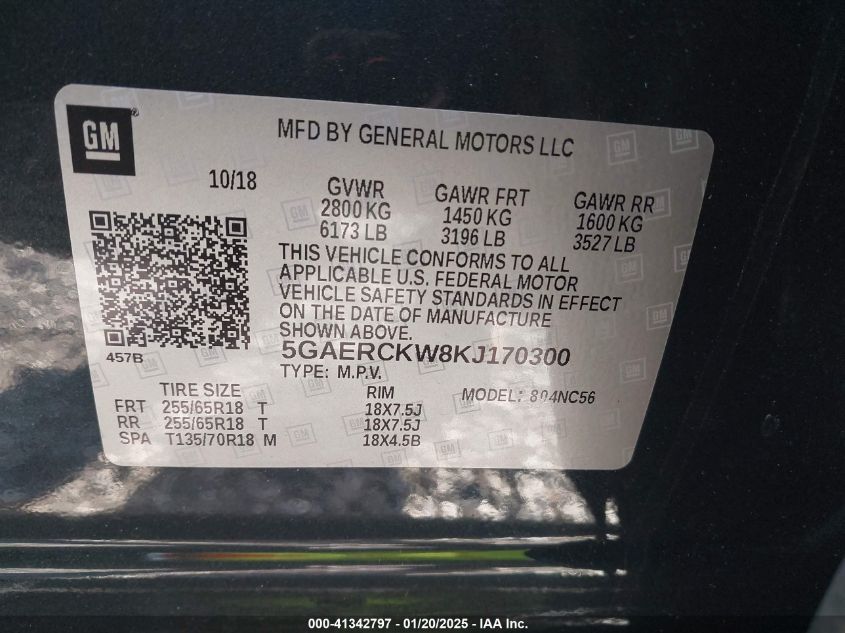 GM
MFD BY GENERAL MOTORS LLC
10/18
GVWR
2800 KG
6173 LB
GAWR FRT
1450 KG
3196 LB
GAWR RR
1600 KG
3527 LB
THIS VEHICLE CONFORMS TO ALL
APPLICABLE U.S. FEDERAL MOTOR
VEHICLE SAFETY STANDARDS IN EFFECT
ON THE DATE OF MANUFACTURE
SHOWN ABOVE.
457B
5GAERCKW8KJ170300
TYPE: M.P.V.
TIRE SIZE RIM MODEL: 804NC56
FRT 255/65R18 T 18X7.5J
RR 255/65R18 T 18X7.5J
SPA T135/70R18 M 18X4.5B
000-41342797 - 01/20/2025 - IAA Inc.